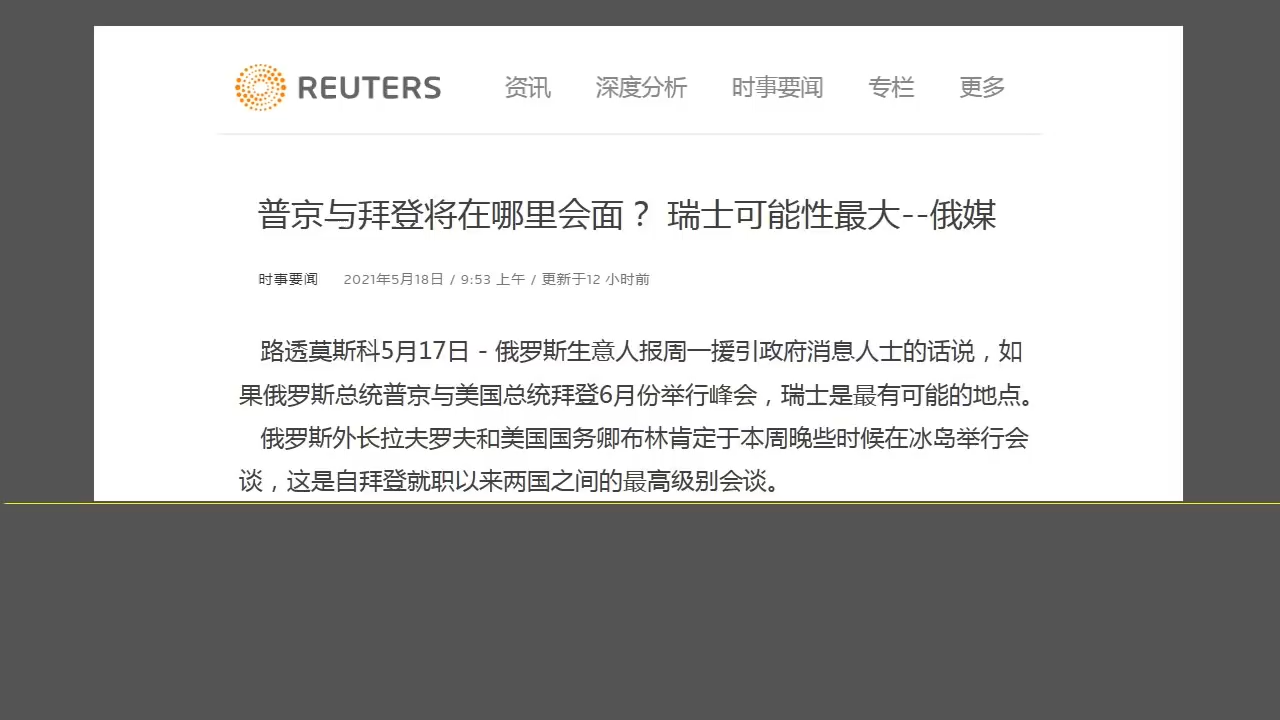 REUTERS 资讯 深度分析 时事要闻 专栏 更多
普京与拜登将在哪里会面？ 瑞士可能性最大--俄媒
时事要闻 2021年5月18日 / 9:53 上午 / 更新于12 小时前
路透莫斯科5月17日 - 俄罗斯生意人报周一援引政府消息人士的话说，如
果俄罗斯总统普京与美国总统拜登6月份举行峰会，瑞士是最有可能的地点。
俄罗斯外长拉夫罗夫和美国国务卿布林肯定于本周晚些时候在冰岛举行会
谈，这是自拜登就职以来两国之间的最高级别会谈。